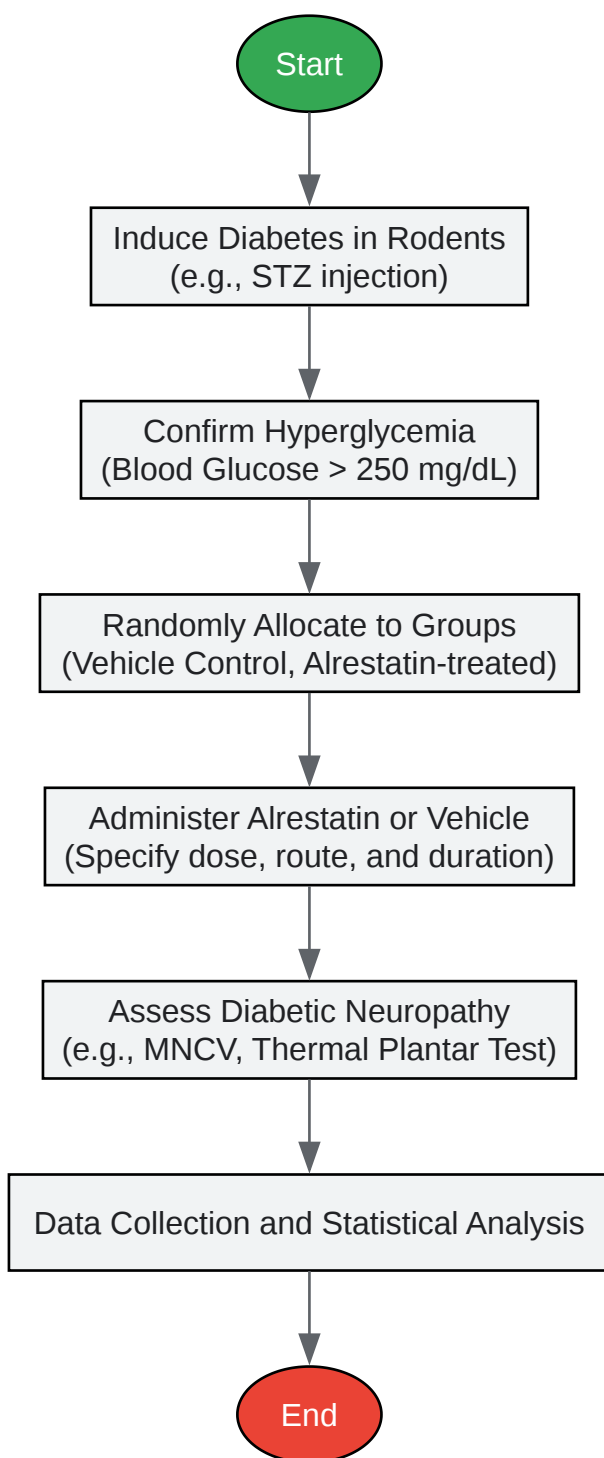 Start
Induce Diabetes in Rodents
(e.g., STZ injection)
Confirm Hyperglycemia
(Blood Glucose > 250 mg/dL)
Randomly Allocate to Groups
(Vehicle Control, Alrestatin-treated)
Administer Alrestatin or Vehicle
(Specify dose, route, and duration)
Assess Diabetic Neuropathy
(e.g., MNCV, Thermal Plantar Test)
Data Collection and Statistical Analysis
End